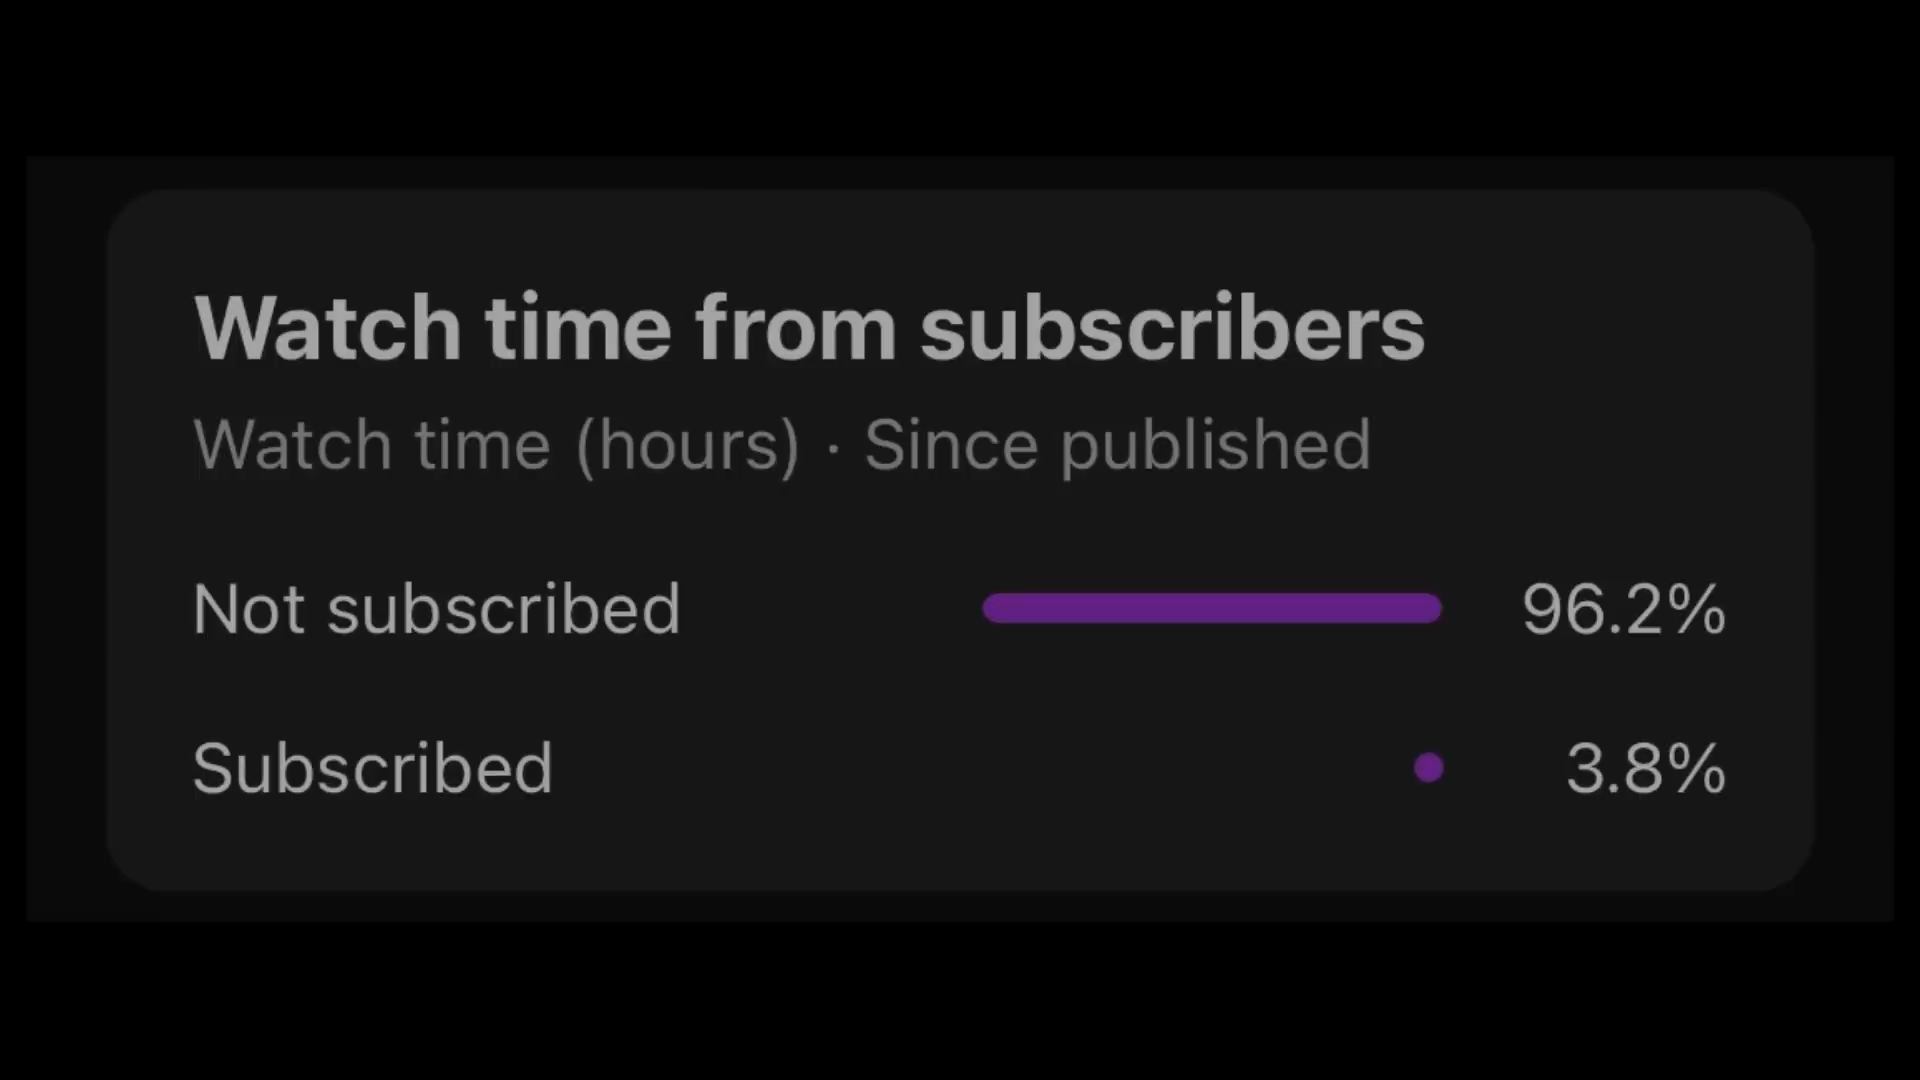 Watch time from subscribers
Watch time (hours) · Since published
Not subscribed 96.2%
Subscribed 3.8%